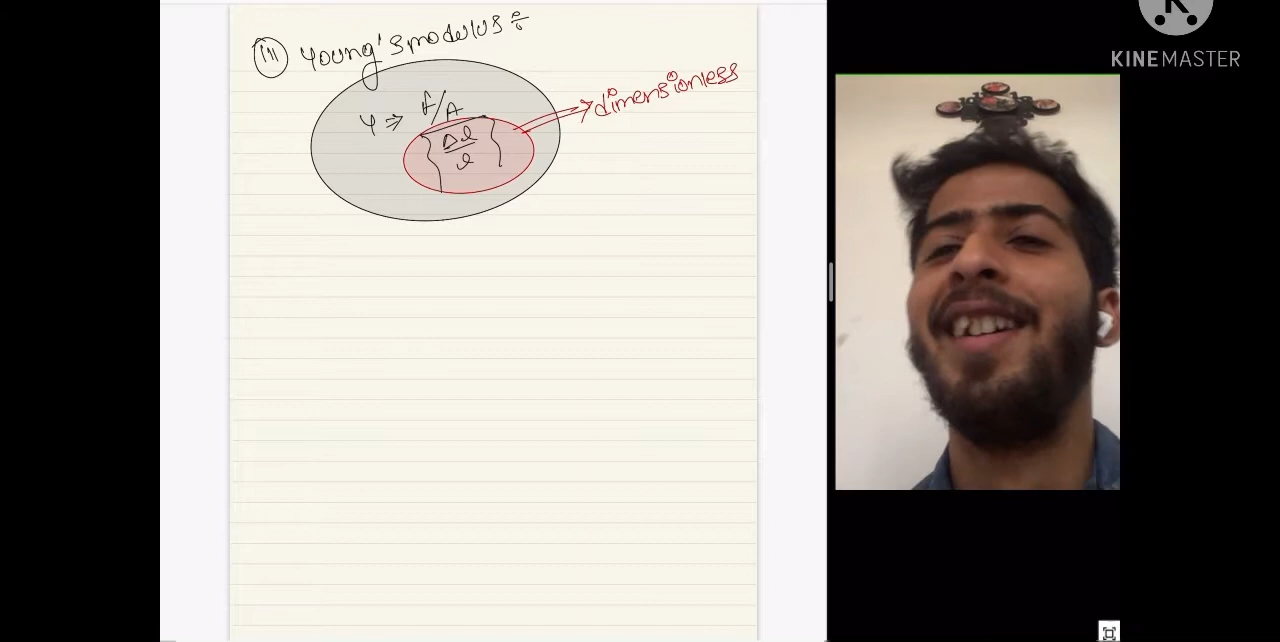 (iii) Young's modulus ÷
Y ⇒ F/A
Δl
l
dimensionless
K
KINEMASTER